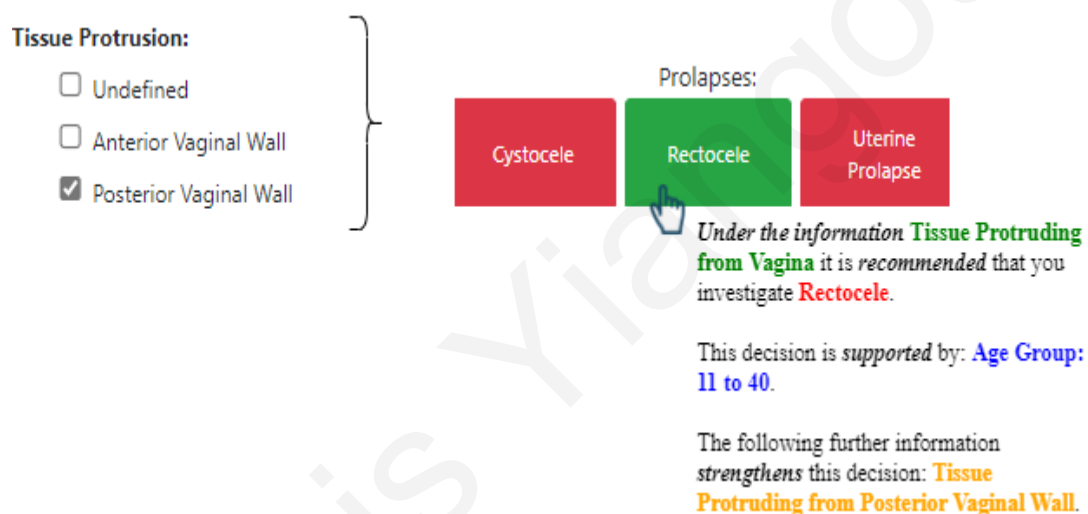 Tissue Protrusion:
Undefined
Anterior Vaginal Wall
Posterior Vaginal Wall
Prolapses:
Cystocele
Rectocele
Uterine
Prolapse
Under the information Tissue Protruding
from Vagina it is recommended that you
investigate Rectocele.
This decision is supported by: Age Group:
11 to 40.
The following further information
strengthens this decision: Tissue
Protruding from Posterior Vaginal Wall.